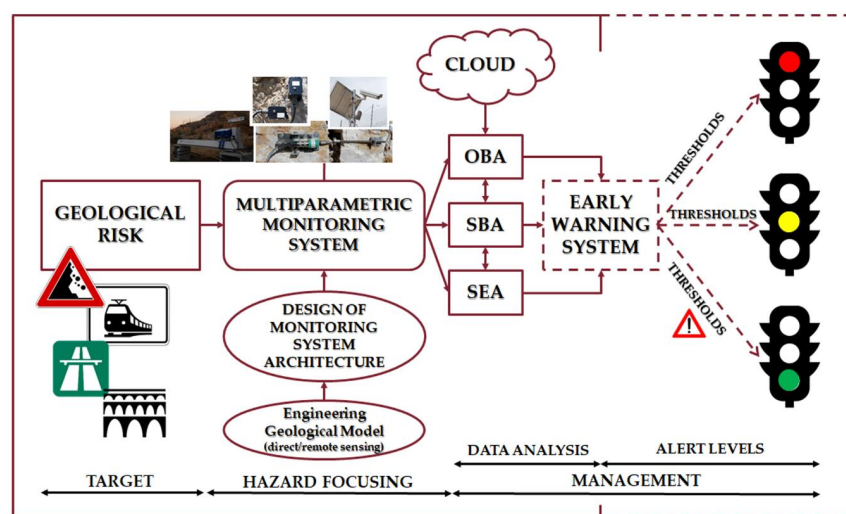 CLOUD
GEOLOGICAL
RISK
MULTIPARAMETRIC
MONITORING
SYSTEM
OBA
SBA
SEA
EARLY
WARNING
SYSTEM
THRESHOLDS
THRESHOLDS
THRESHOLDS
DESIGN OF
MONITORING
SYSTEM
ARCHITECTURE
Engineering
Geological Model
(direct/remote sensing)
DATA ANALYSIS
ALERT LEVELS
TARGET
HAZARD FOCUSING
MANAGEMENT